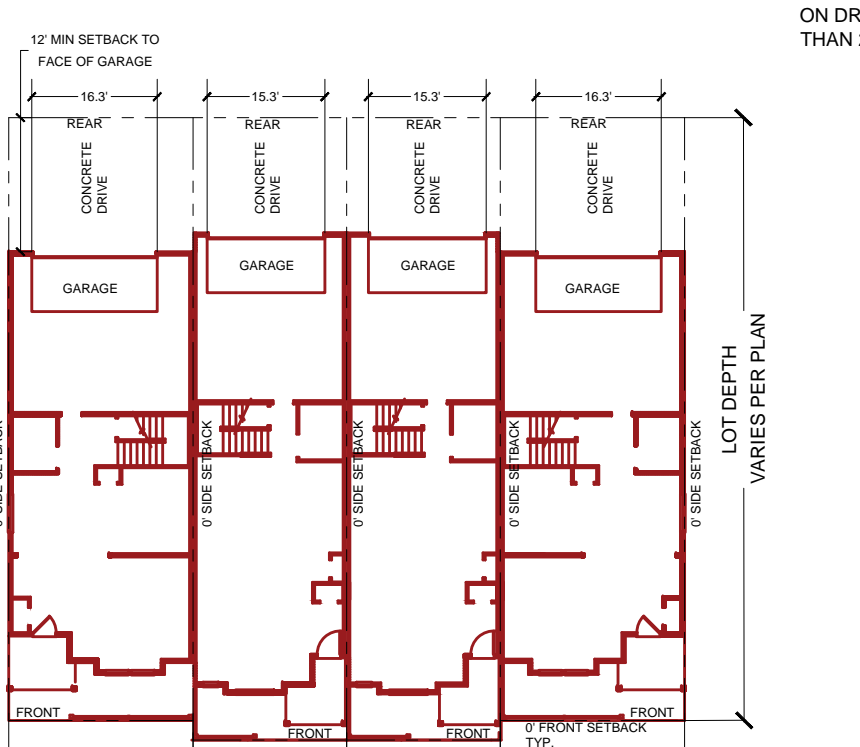 ON DR
THAN
12' MIN SETBACK TO
FACE OF GARAGE
16.3'
15.3'
15.3'
16.3'
REAR
REAR
REAR
REAR
CONCRETE
DRIVE
CONCRETE
DRIVE
CONCRETE
DRIVE
CONCRETE
DRIVE
GARAGE
GARAGE
GARAGE
GARAGE
LOT DEPTH
VARIES PER PLAN
0' SIDE SETBACK
0' SIDE SETBACK
0' SIDE SETBACK
0' SIDE SETBACK
0' SIDE SETBACK
FRONT
FRONT
FRONT
FRONT
0' FRONT SETBACK
TYP.